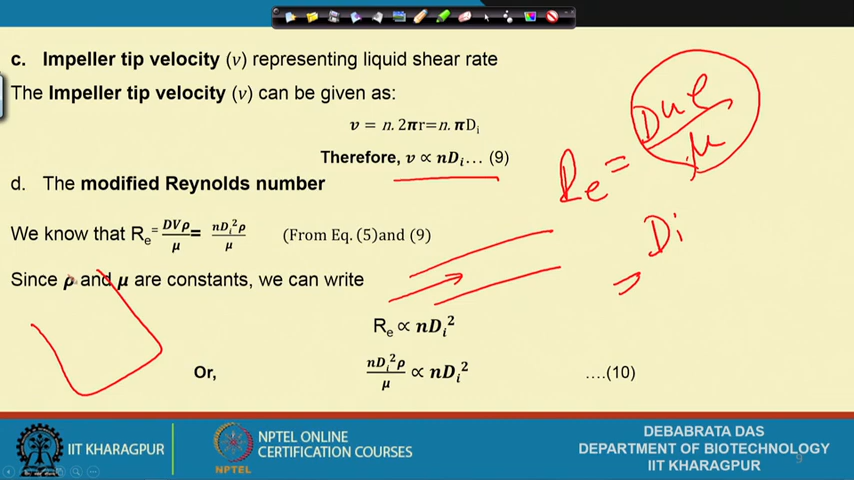 c. Impeller tip velocity (v) representing liquid shear rate
The Impeller tip velocity (v) can be given as:
v = n. 2πr=n. πDᵢ
Therefore, v ∝ nDᵢ… (9)
d. The modified Reynolds number
We know that Rₑ= DVρ/μ = nDᵢ²ρ/μ (From Eq. (5)and (9)
Since ρ and μ are constants, we can write
Rₑ ∝ nDᵢ²
Or, nDᵢ²ρ/μ ∝ nDᵢ² ….(10)
Re = Duρ/μ
Di
IIT KHARAGPUR
NPTEL
NPTEL ONLINE
CERTIFICATION COURSES
DEBABRATA DAS
DEPARTMENT OF BIOTECHNOLOGY
IIT KHARAGPUR
9